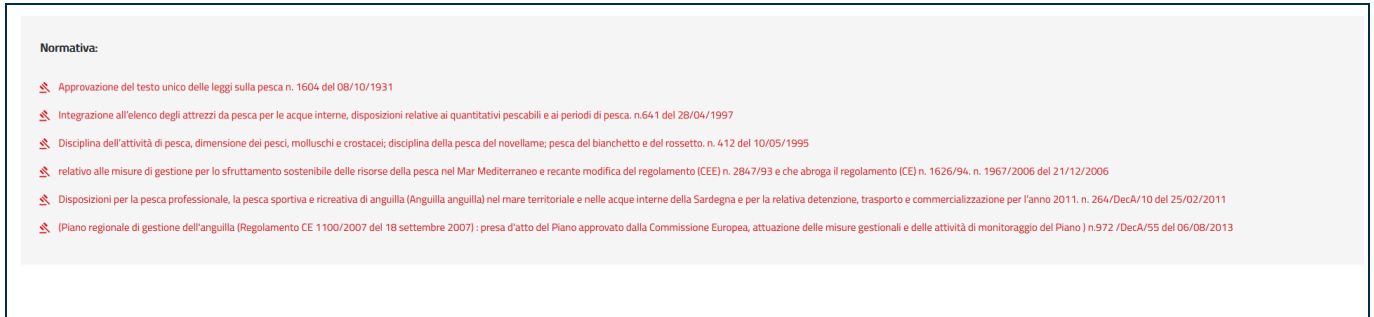 Normativa:
Approvazione del testo unico delle leggi sulla pesca n. 1604 del 08/10/1931
Integrazione all'elenco degli attrezzi da pesca per le acque interne, disposizioni relative ai quantitativi pescabili e ai periodi di pesca. n.641 del 28/04/1997
Disciplina dell'attività di pesca, dimensione dei pesci, molluschi e crostacei; disciplina della pesca del novellame; pesca del bianchetto e del rossetto. n. 412 del 10/05/1995
relativo alle misure di gestione per lo sfruttamento sostenibile delle risorse della pesca nel Mar Mediterraneo e recante modifica del regolamento (CEE) n. 2847/93 e che abroga il regolamento (CE) n. 1626/94. n. 1967/2006 del 21/12/2006
Disposizioni per la pesca professionale, la pesca sportiva e ricreativa di anguilla (Anguilla anguilla) nel mare territoriale e nelle acque interne della Sardegna e per la relativa detenzione, trasporto e commercializzazione per l'anno 2011. n. 264/DecA/10 del 25/02/2011
(Piano regionale di gestione dell'anguilla (Regolamento CE 1100/2007 del 18 settembre 2007) : presa d'atto del Piano approvato dalla Commissione Europea, attuazione delle misure gestionali e delle attività di monitoraggio del Piano ) n.972 /DecA/55 del 06/08/2013